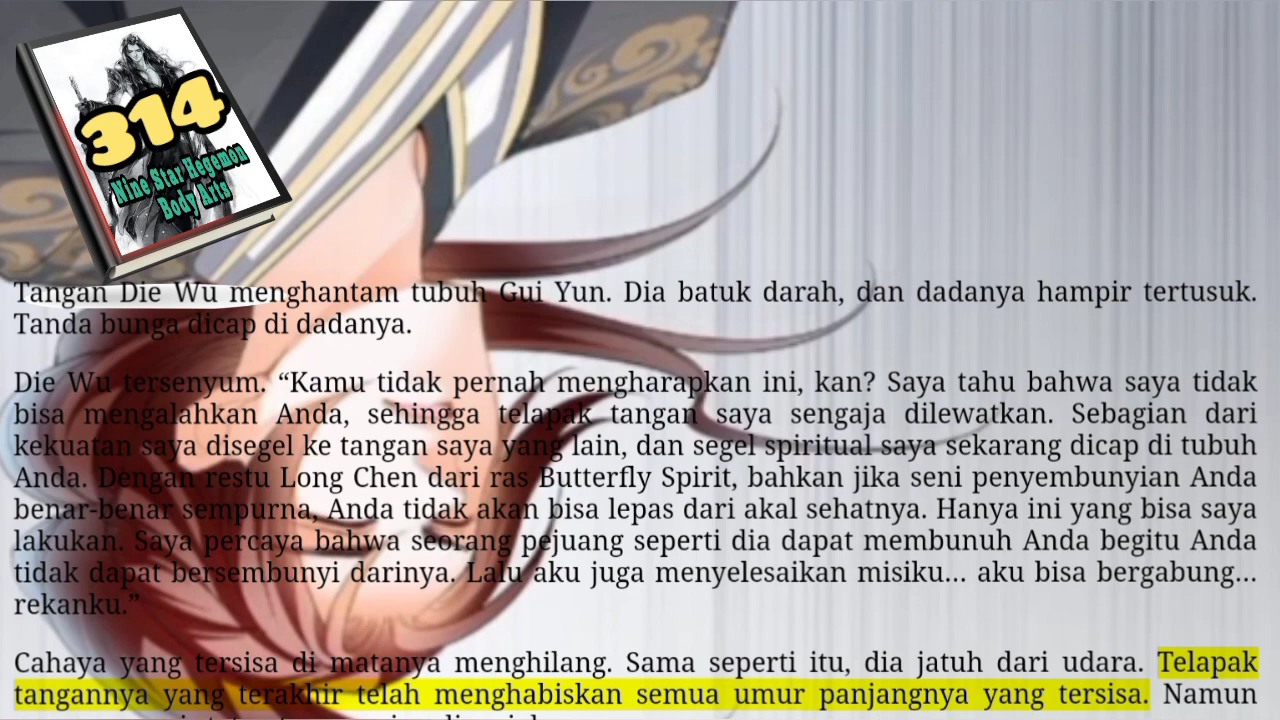 314
Nine Star Hegemon
Body Arts
Tangan Die Wu menghantam tubuh Gui Yun. Dia batuk darah, dan dadanya hampir tertusuk.
Tanda bunga dicap di dadanya.
Die Wu tersenyum. “Kamu tidak pernah mengharapkan ini, kan? Saya tahu bahwa saya tidak
bisa mengalahkan Anda, sehingga telapak tangan saya sengaja dilewatkan. Sebagian dari
kekuatan saya disegel ke tangan saya yang lain, dan segel spiritual saya sekarang dicap di tubuh
Anda. Dengan restu Long Chen dari ras Butterfly Spirit, bahkan jika seni penyembunyian Anda
benar-benar sempurna, Anda tidak akan bisa lepas dari akal sehatnya. Hanya ini yang bisa saya
lakukan. Saya percaya bahwa seorang pejuang seperti dia dapat membunuh Anda begitu Anda
tidak dapat bersembunyi darinya. Lalu aku juga menyelesaikan misiku... aku bisa bergabung...
rekanku.”
Cahaya yang tersisa di matanya menghilang. Sama seperti itu, dia jatuh dari udara. Telapak
tangannya yang terakhir telah menghabiskan semua umur panjangnya yang tersisa. Namun